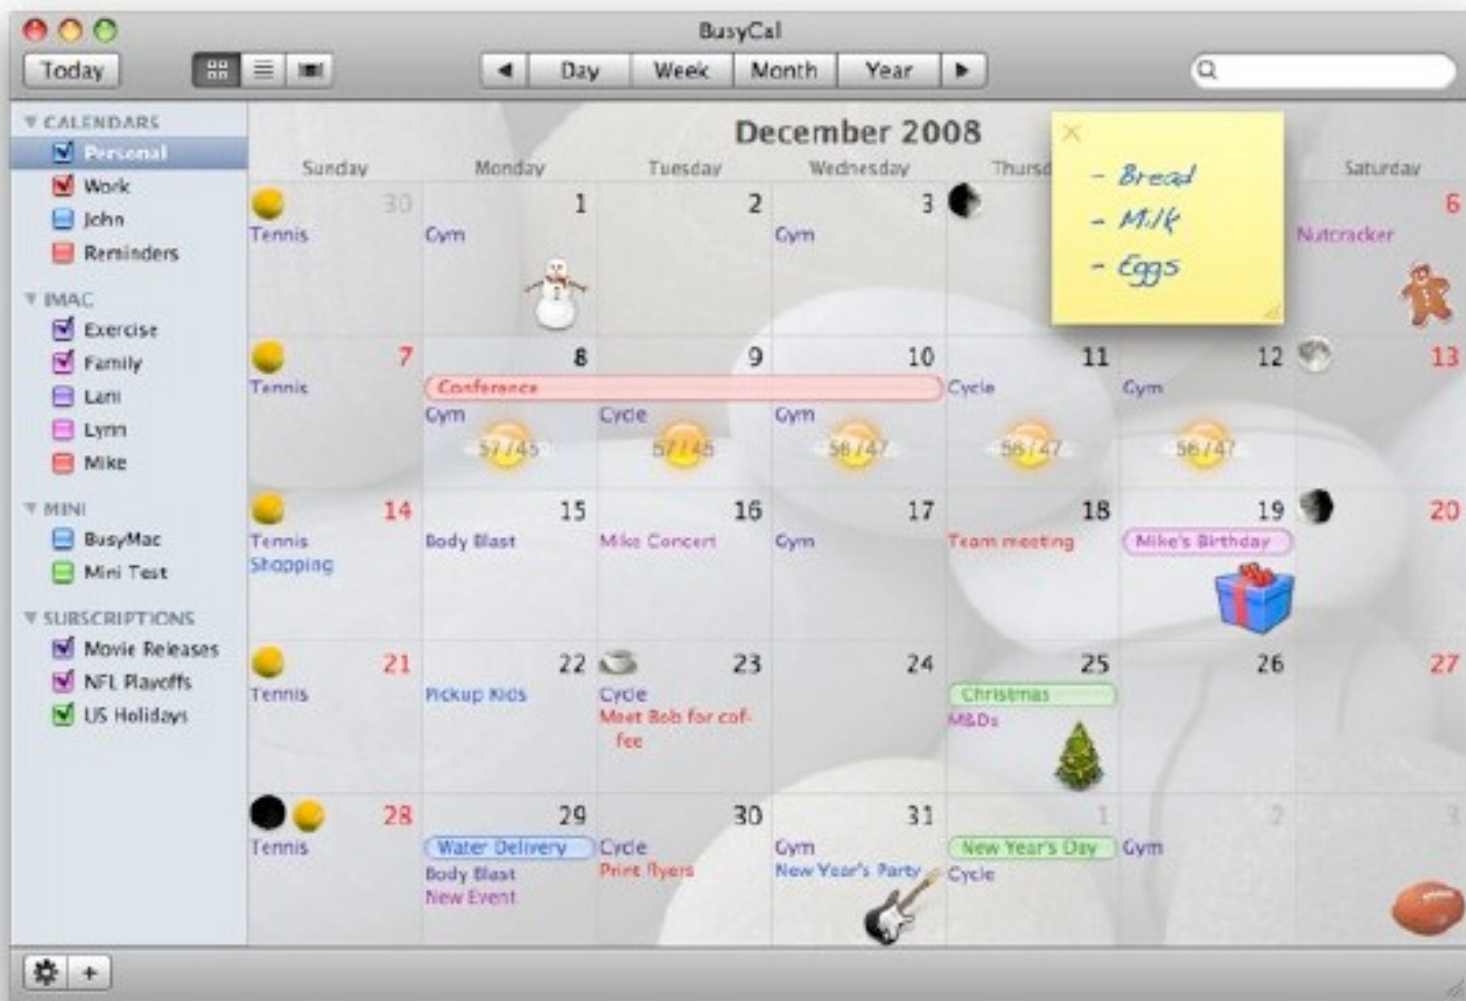 BusyCal
Today
Day Week Month Year
CALENDARS
Personal
Work
John
Reminders
IMAC
Exercise
Family
Lani
Lynn
Mike
MINI
BusyMac
Mini Test
SUBSCRIPTIONS
Movie Releases
NFL Playoffs
US Holidays
December 2008
Sunday Monday Tuesday Wednesday Thursd Saturday
- Bread
- Milk
- Eggs
30 1 2 3 6
Tennis Gym Gym Nutcracker
7 8 9 10 11 12 13
Conference
Tennis Cycle Gym
Gym Cycle Gym
57/45 57/45 56/47 56/47 56/47
14 15 16 17 18 19 20
Tennis Body Blast Mike Concert Gym Team meeting Mike's Birthday
Shopping
21 22 23 24 25 26 27
Tennis Pickup Kids Cycle Christmas
Meet Bob for cof-
fee
M&Ds
28 29 30 31 1 2 3
Tennis Water Delivery Cycle Gym New Year's Day Gym
Body Blast Print flyers New Year's Party Cycle
New Event